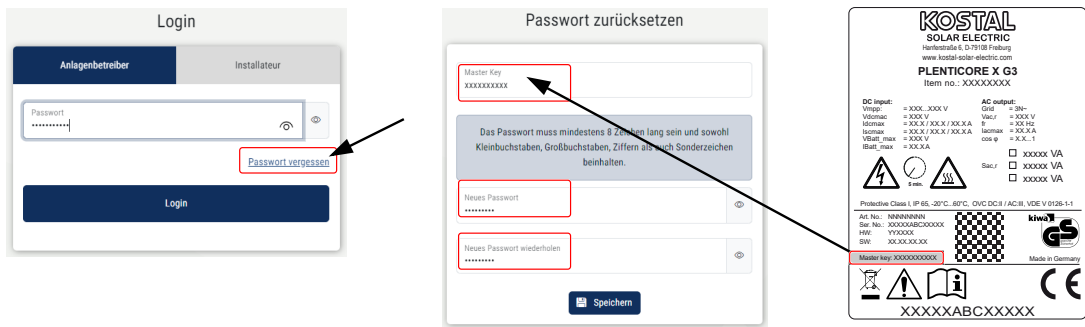 Login
Anlagenbetreiber
Installateur
Passwort
Passwort vergessen
Login
Passwort zurücksetzen
Master Key
xxxxxxxxxx
Das Passwort muss mindestens 8 Zeichen lang sein und sowohl
Kleinbuchstaben, Großbuchstaben, Ziffern als auch Sonderzeichen
beinhalten.
Neues Passwort
Neues Passwort wiederholen
Speichern
KOSTAL
SOLAR ELECTRIC
Hanferstraße 6, D-79108 Freiburg
www.kostal-solar-electric.com
PLENTICORE X G3
Item no.: XXXXXXXX
DC input:
Vmpp: = XXX...XXX V
Vdcmac = XXX V
Idcmax = XX.X / XX.X / XX.X A
Iscmax = XX.X / XX.X / XX.X A
VBatt_max = XXX V
IBatt_max = XX.X A
AC output:
Grid = 3N~
Vac,r = XXX V
fr = XX Hz
Iacmax = XX.X A
cos φ = X.X...1
Sac,r
xxxxx VA
xxxxx VA
xxxxx VA
5 min.
Protective Class I, IP 65, -20°C..60°C, OVC DC:II / AC:III, VDE V 0126-1-1
Art. No.: NNNNNNNN
Ser. No.: XXXXXABCXXXXX
HW: YYXXXX
SW: XX.XX.XX.XX
Master key: XXXXXXXXXX
kiwa
GS
Made in Germany
CE
XXXXXABCXXXXX